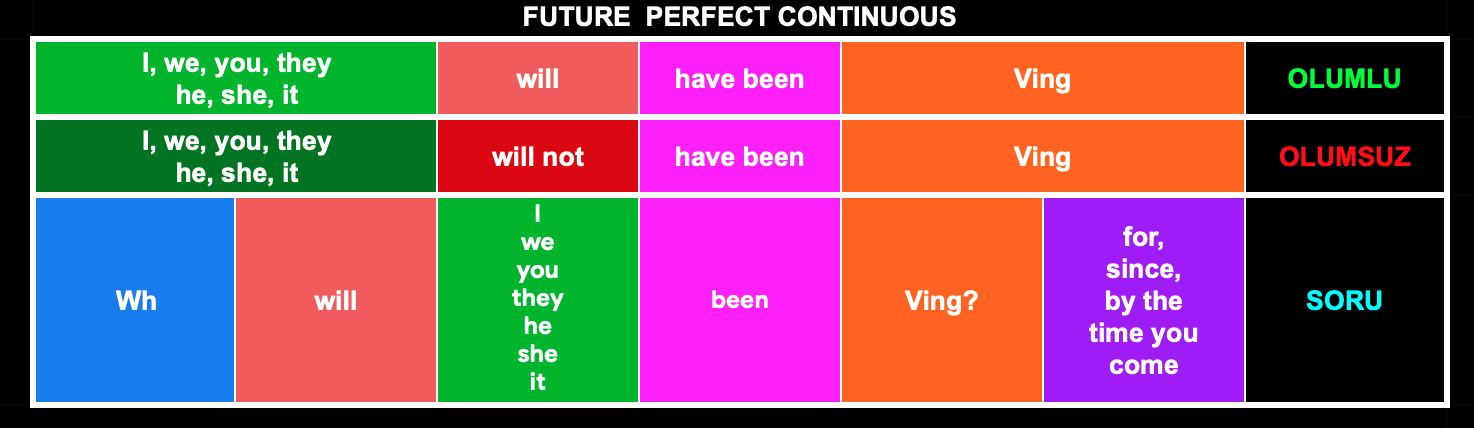 FUTURE PERFECT CONTINUOUS
I, we, you, they
he, she, it
will
have been
Ving
OLUMLU
I, we, you, they
he, she, it
will not
have been
Ving
OLUMSUZ
Wh
will
I
we
you
they
he
she
it
been
Ving?
for,
since,
by the
time you
come
SORU